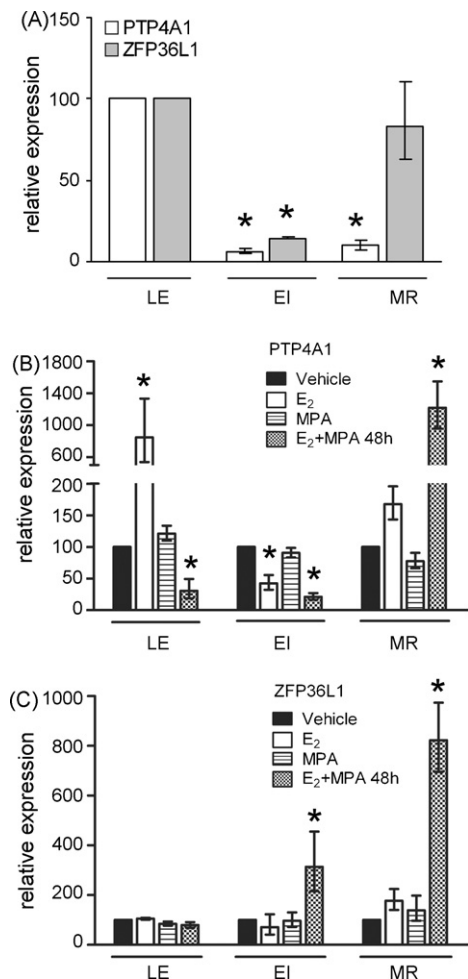 (A)
150
PTP4A1
ZFP36L1
100
50
0
relative expression
* * *
LE EI MR
(B)
PTP4A1
1800
1400
1000
600
200
150
100
50
0
relative expression
Vehicle
E2
MPA
E2+MPA 48h
* * * * *
LE EI MR
(C)
ZFP36L1
1000
800
600
400
200
0
relative expression
Vehicle
E2
MPA
E2+MPA 48h
* *
LE EI MR